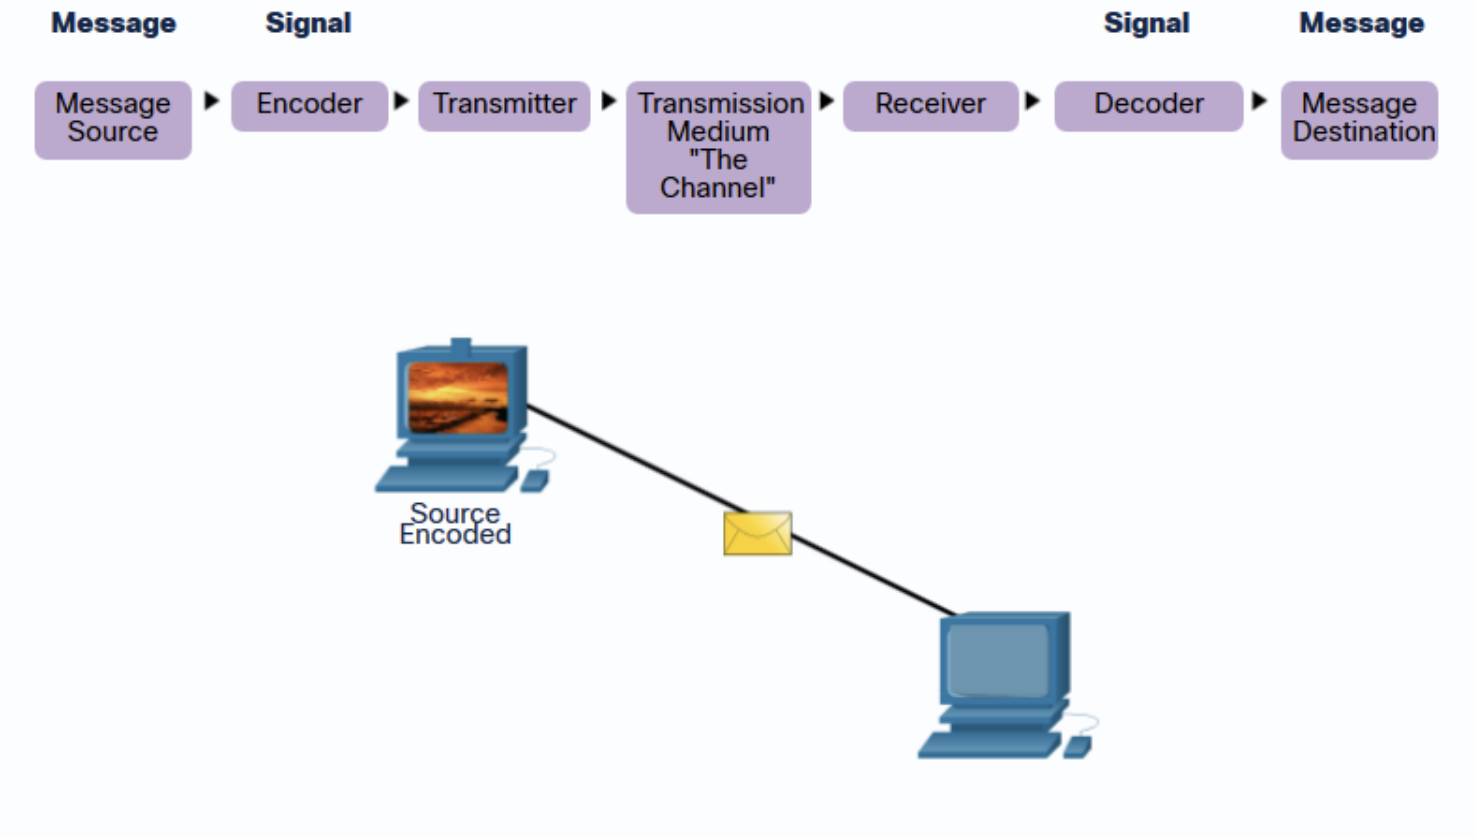 Message
Signal
Signal
Message
Message
Source
Encoder
Transmitter
Transmission
Medium
"The
Channel"
Receiver
Decoder
Message
Destination
Source
Encoded